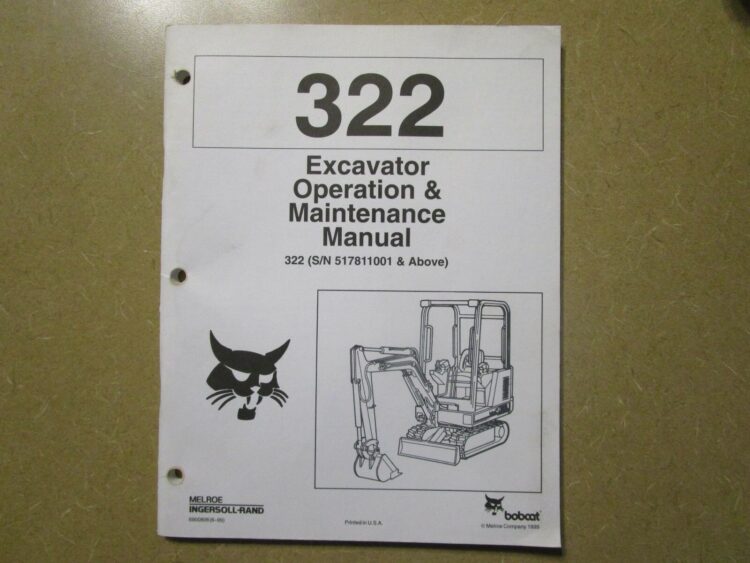 322
Excavator
Operation &
Maintenance
Manual
322 (S/N 517811001 & Above)
MELROE
INGERSOLL-RAND
Printed in U.S.A.
bobcat
© Melroe Company 1995